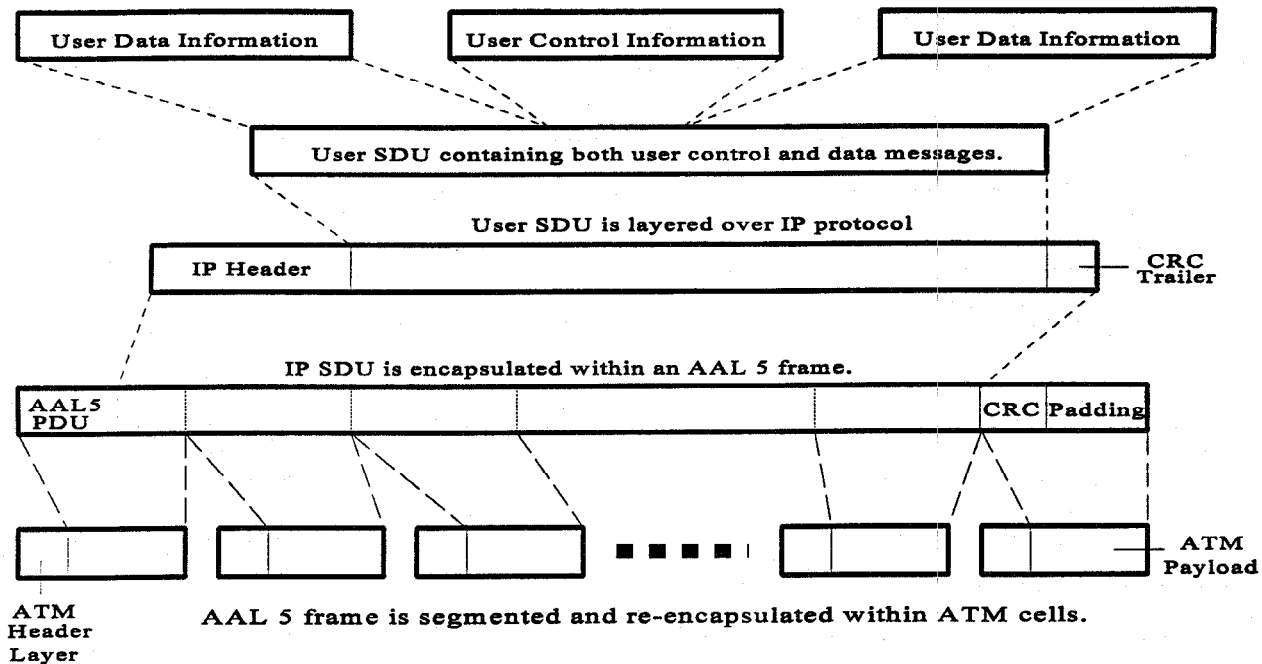 User Data Information
User Control Information
User Data Information
User SDU containing both user control and data messages.
User SDU is layered over IP protocol
IP Header
CRC
Trailer
IP SDU is encapsulated within an AAL 5 frame.
AAL5
PDU
CRC
Padding
ATM
Payload
ATM
Header
Layer
AAL 5 frame is segmented and re-encapsulated within ATM cells.